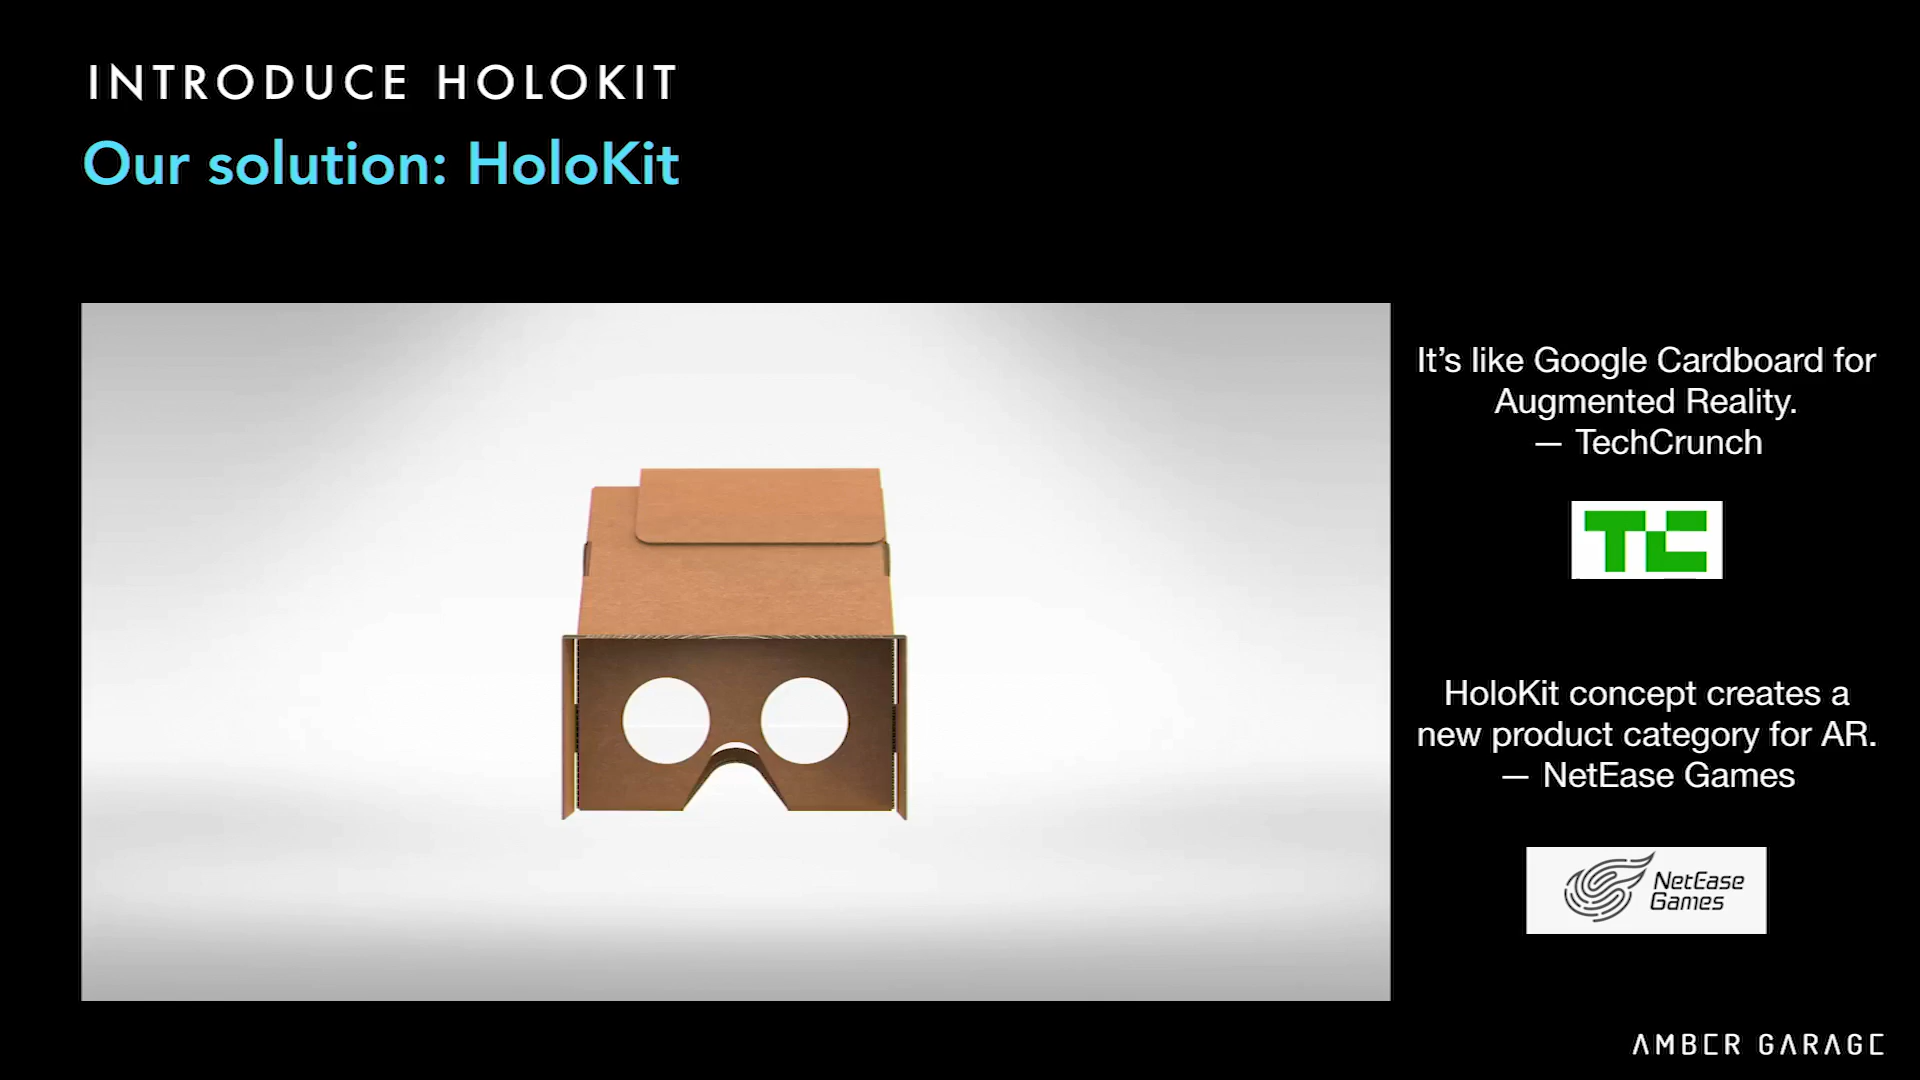 INTRODUCE HOLOKIT
Our solution: HoloKit
It’s like Google Cardboard for
Augmented Reality.
— TechCrunch
TC
HoloKit concept creates a
new product category for AR.
— NetEase Games
NetEase
Games
AMBER GARAGE